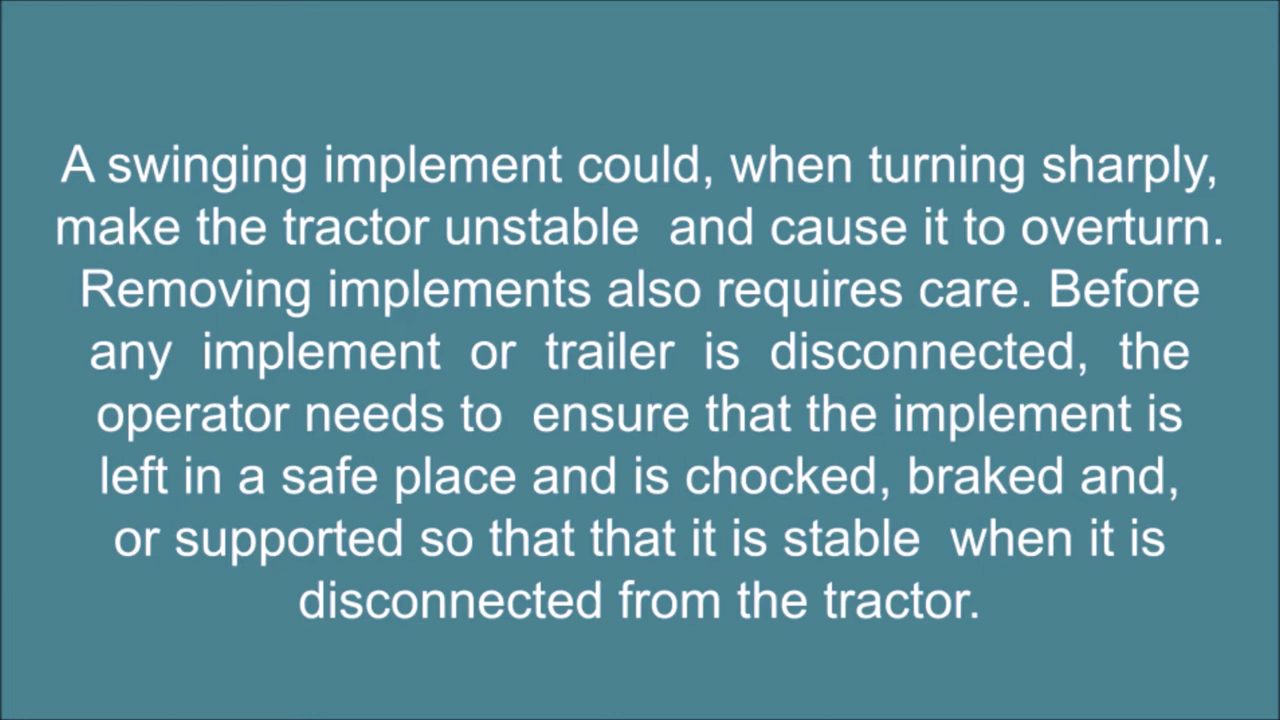 A swinging implement could, when turning sharply,
make the tractor unstable  and cause it to overturn.
Removing implements also requires care. Before
any  implement  or  trailer  is  disconnected,  the
operator needs to  ensure that the implement is
left in a safe place and is chocked, braked and,
or supported so that that it is stable  when it is
disconnected from the tractor.